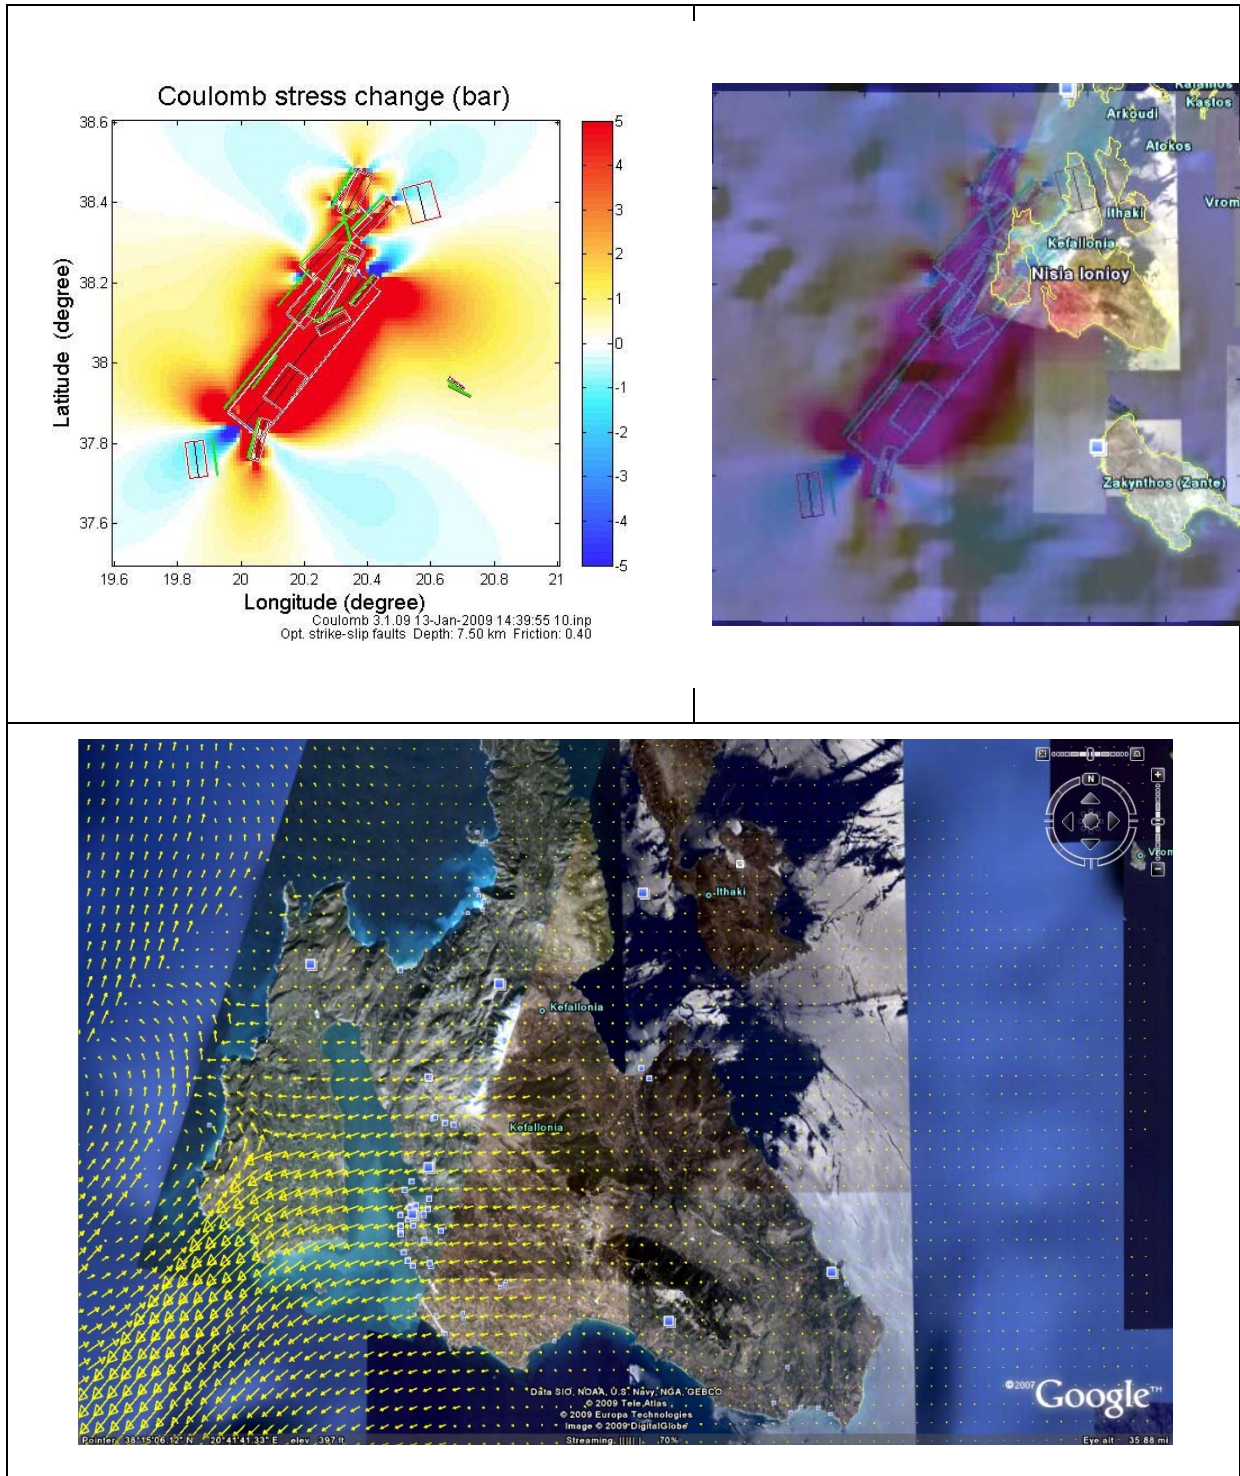 Coulomb stress change (bar)
38.6
38.4
38.2
38
37.8
37.6
Latitude (degree)
19.6 19.8 20 20.2 20.4 20.6 20.8 21
Longitude (degree)
5
4
3
2
1
0
-1
-2
-3
-4
-5
Coulomb 3.1.09 13-Jan-2009 14:39:55 10.inp
Opt. strike-slip faults Depth: 7.50 km Friction: 0.40
Kastos
Arkoudi
Atokos
Vrom
Ithaki
Kefallonia
Nisia Ionioy
Zakynthos (Zante)
N
Vrom
Ithaki
Kefallonia
Kefallonia
Data SIO, NOAA, U.S. Navy, NGA, GEBCO
© 2009 Tele Atlas
© 2009 Europa Technologies
Image © 2009 DigitalGlobe
©2007 Google™
Pointer 38°15'06.12" N 20°41'41.33" E elev 397 ft
Streaming ||||||| 70%
Eye alt 35.88 mi